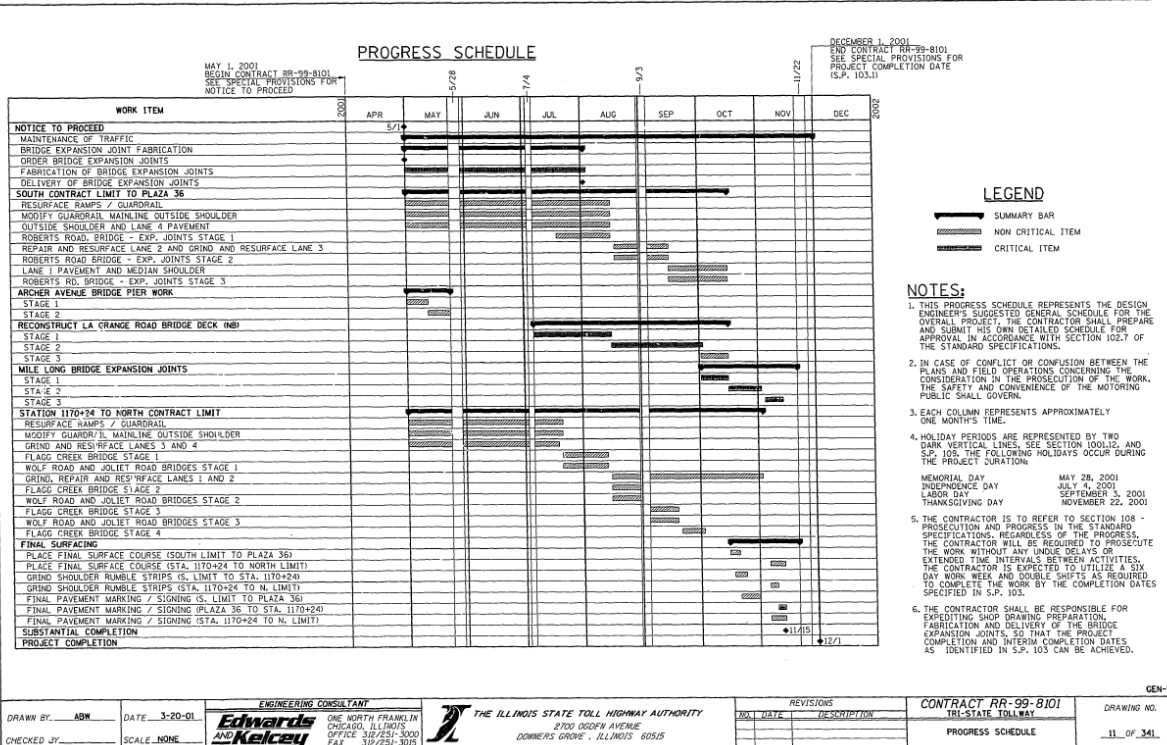 PROGRESS SCHEDULE
MAY 1, 2001
BEGIN CONTRACT RR-99-8101
SEE SPECIAL PROVISIONS FOR
NOTICE TO PROCEED
5/28
7/4
9/3
11/22
DECEMBER 1, 2001
END CONTRACT RR-99-8101
SEE SPECIAL PROVISIONS FOR
PROJECT COMPLETION DATE
(S.P. 103.1)
WORK ITEM
2001 APR MAY JUN JUL AUG SEP OCT NOV DEC 2002
NOTICE TO PROCEED 5/1
MAINTENANCE OF TRAFFIC
BRIDGE EXPANSION JOINT FABRICATION
ORDER BRIDGE EXPANSION JOINTS
FABRICATION OF BRIDGE EXPANSION JOINTS
DELIVERY OF BRIDGE EXPANSION JOINTS
SOUTH CONTRACT LIMIT TO PLAZA 36
RESURFACE RAMPS / GUARDRAIL
MODIFY GUARDRAIL MAINLINE OUTSIDE SHOULDER
OUTSIDE SHOULDER AND LANE 4 PAVEMENT
ROBERTS ROAD. BRIDGE - EXP. JOINTS STAGE 1
REPAIR AND RESURFACE LANE 2 AND GRIND AND RESURFACE LANE 3
ROBERTS ROAD BRIDGE - EXP. JOINTS STAGE 2
LANE 1 PAVEMENT AND MEDIAN SHOULDER
ROBERTS RD. BRIDGE - EXP. JOINTS STAGE 3
ARCHER AVENUE BRIDGE PIER WORK
STAGE 1
STAGE 2
RECONSTRUCT LA GRANGE ROAD BRIDGE DECK (NB)
STAGE 1
STAGE 2
STAGE 3
MILE LONG BRIDGE EXPANSION JOINTS
STAGE 1
STAGE 2
STAGE 3
STATION 1170+24 TO NORTH CONTRACT LIMIT
RESURFACE RAMPS / GUARDRAIL
MODIFY GUARDRAIL MAINLINE OUTSIDE SHOULDER
GRIND AND RESURFACE LANES 3 AND 4
FLAGG CREEK BRIDGE STAGE 1
WOLF ROAD AND JOLIET ROAD BRIDGES STAGE 1
GRIND, REPAIR AND RESURFACE LANES 1 AND 2
FLAGG CREEK BRIDGE STAGE 2
WOLF ROAD AND JOLIET ROAD BRIDGES STAGE 2
FLAGG CREEK BRIDGE STAGE 3
WOLF ROAD AND JOLIET ROAD BRIDGES STAGE 3
FLAGG CREEK BRIDGE STAGE 4
FINAL SURFACING
PLACE FINAL SURFACE COURSE (SOUTH LIMIT TO PLAZA 36)
PLACE FINAL SURFACE COURSE (STA. 1170+24 TO NORTH LIMIT)
GRIND SHOULDER RUMBLE STRIPS (S. LIMIT TO STA. 1170+24)
GRIND SHOULDER RUMBLE STRIPS (STA. 1170+24 TO N. LIMIT)
FINAL PAVEMENT MARKING / SIGNING (S. LIMIT TO PLAZA 36)
FINAL PAVEMENT MARKING / SIGNING (PLAZA 36 TO STA. 1170+24)
FINAL PAVEMENT MARKING / SIGNING (STA. 1170+24 TO N. LIMIT)
SUBSTANTIAL COMPLETION 11/15
PROJECT COMPLETION 12/1
LEGEND
SUMMARY BAR
NON CRITICAL ITEM
CRITICAL ITEM
NOTES:
1. THIS PROGRESS SCHEDULE REPRESENTS THE DESIGN
ENGINEER'S SUGGESTED GENERAL SCHEDULE FOR THE
OVERALL PROJECT, THE CONTRACTOR SHALL PREPARE
AND SUBMIT HIS OWN DETAILED SCHEDULE FOR
APPROVAL IN ACCORDANCE WITH SECTION 102.7 OF
THE STANDARD SPECIFICATIONS.
2. IN CASE OF CONFLICT OR CONFUSION BETWEEN THE
PLANS AND FIELD OPERATIONS CONCERNING THE
CONSIDERATION IN THE PROSECUTION OF THE WORK,
THE SAFETY AND CONVENIENCE OF THE MOTORING
PUBLIC SHALL GOVERN.
3. EACH COLUMN REPRESENTS APPROXIMATELY
ONE MONTH'S TIME.
4. HOLIDAY PERIODS ARE REPRESENTED BY TWO
DARK VERTICAL LINES, SEE SECTION 1001.12. AND
S.P. 109. THE FOLLOWING HOLIDAYS OCCUR DURING
THE PROJECT DURATION:
MEMORIAL DAY MAY 28, 2001
INDEPNDENCE DAY JULY 4, 2001
LABOR DAY SEPTEMBER 3, 2001
THANKSGIVING DAY NOVEMBER 22, 2001
5. THE CONTRACTOR IS TO REFER TO SECTION 108 -
PROSECUTION AND PROGRESS IN THE STANDARD
SPECIFICATIONS. REGARDLESS OF THE PROGRESS,
THE CONTRACTOR WILL BE REQUIRED TO PROSECUTE
THE WORK WITHOUT ANY UNDUE DELAYS OR
EXTENDED TIME INTERVALS BETWEEN ACTIVITIES.
THE CONTRACTOR IS EXPECTED TO UTILIZE A SIX
DAY WORK WEEK AND DOUBLE SHIFTS AS REQUIRED
TO COMPLETE THE WORK BY THE COMPLETION DATES
SPECIFIED IN S.P. 103.
6. THE CONTRACTOR SHALL BE RESPONSIBLE FOR
EXPEDITING SHOP DRAWING PREPARATION,
FABRICATION AND DELIVERY OF THE BRIDGE
EXPANSION JOINTS, SO THAT THE PROJECT
COMPLETION AND INTERIM COMPLETION DATES
AS IDENTIFIED IN S.P. 103 CAN BE ACHIEVED.
GEN-
DRAWN BY ABW DATE 3-20-01
CHECKED BY SCALE NONE
ENGINEERING CONSULTANT
Edwards
AND Kelcey
ONE NORTH FRANKLIN
CHICAGO, ILLINOIS
OFFICE 312/251-3000
FAX 312/251-3015
THE ILLINOIS STATE TOLL HIGHWAY AUTHORITY
2700 OGDEN AVENUE
DOWNERS GROVE, ILLINOIS 60515
REVISIONS
NO. DATE DESCRIPTION
CONTRACT RR-99-8101
TRI-STATE TOLLWAY
PROGRESS SCHEDULE
DRAWING NO.
11 OF 341